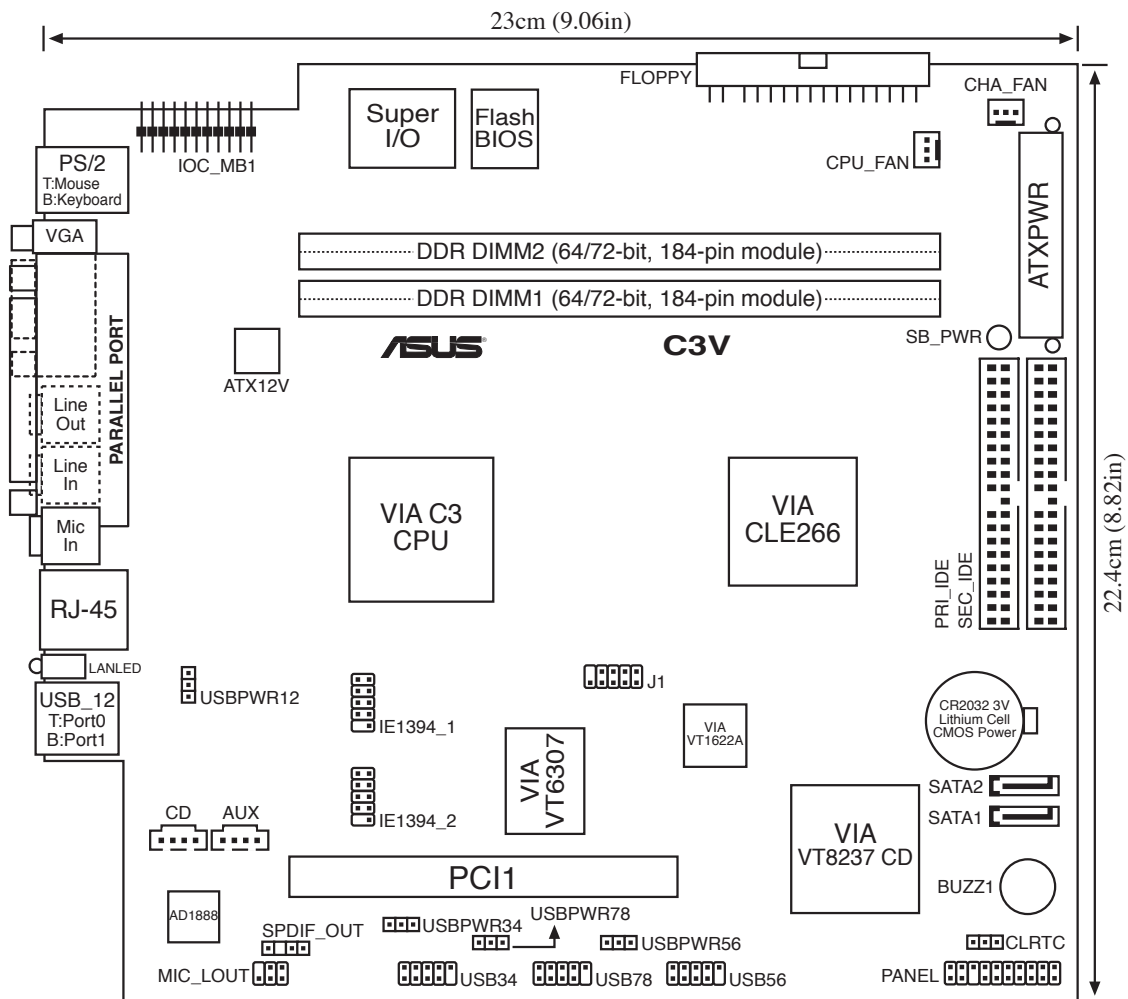 23cm (9.06in)
FLOPPY
CHA_FAN
Super
I/O
Flash
BIOS
CPU_FAN
IOC_MB1
PS/2
T:Mouse
B:Keyboard
VGA
ATXPWR
DDR DIMM2 (64/72-bit, 184-pin module)
DDR DIMM1 (64/72-bit, 184-pin module)
ASUS®
C3V
SB_PWR
ATX12V
PARALLEL PORT
Line
Out
Line
In
Mic
In
VIA C3
CPU
VIA
CLE266
22.4cm (8.82in)
PRI_IDE
SEC_IDE
RJ-45
LANLED
USB_12
T:Port0
B:Port1
USBPWR12
IE1394_1
J1
VIA
VT1622A
CR2032 3V
Lithium Cell
CMOS Power
VIA
VT6307
IE1394_2
SATA2
SATA1
CD
AUX
VIA
VT8237 CD
PCI1
BUZZ1
AD1888
SPDIF_OUT
USBPWR34
USBPWR78
USBPWR56
CLRTC
MIC_LOUT
USB34
USB78
USB56
PANEL